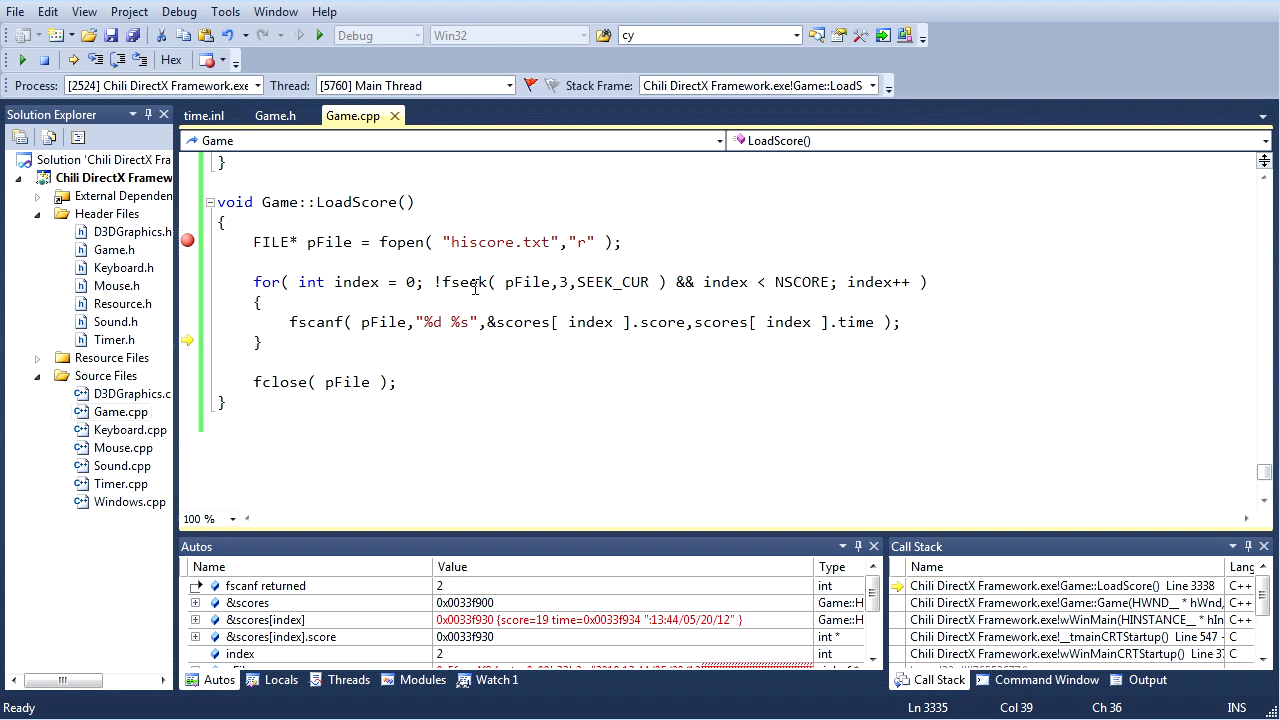 File Edit View Project Debug Tools Window Help
Debug Win32 cy
Hex
Process: [2524] Chili DirectX Framework.exe Thread: [5760] Main Thread Stack Frame: Chili DirectX Framework.exe!Game::LoadS
Solution Explorer time.inl Game.h Game.cpp
Game LoadScore()
Solution 'Chili DirectX Fra
Chili DirectX Framew
External Dependen
Header Files
D3DGraphics.h
Game.h
Keyboard.h
Mouse.h
Resource.h
Sound.h
Timer.h
Resource Files
Source Files
D3DGraphics.c
Game.cpp
Keyboard.cpp
Mouse.cpp
Sound.cpp
Timer.cpp
Windows.cpp
}
void Game::LoadScore()
{
FILE* pFile = fopen( "hiscore.txt","r" );
for( int index = 0; !fseek( pFile,3,SEEK_CUR ) && index < NSCORE; index++ )
{
fscanf( pFile,"%d %s",&scores[ index ].score,scores[ index ].time );
}
fclose( pFile );
}
100 %
Autos
Name Value Type
fscanf returned 2 int
&scores 0x0033f900 Game::H
&scores[index] 0x0033f930 {score=19 time=0x0033f934 ":13:44/05/20/12" } Game::H
&scores[index].score 0x0033f930 int *
index 2 int
Autos Locals Threads Modules Watch 1
Call Stack
Name Lang
Chili DirectX Framework.exe!Game::LoadScore() Line 3338 C++
Chili DirectX Framework.exe!Game::Game(HWND__ * hWnd, C++
Chili DirectX Framework.exe!wWinMain(HINSTANCE__ * hIn C++
Chili DirectX Framework.exe!__tmainCRTStartup() Line 547 C
Chili DirectX Framework.exe!wWinMainCRTStartup() Line 37 C
Call Stack Command Window Output
Ready Ln 3335 Col 39 Ch 36 INS